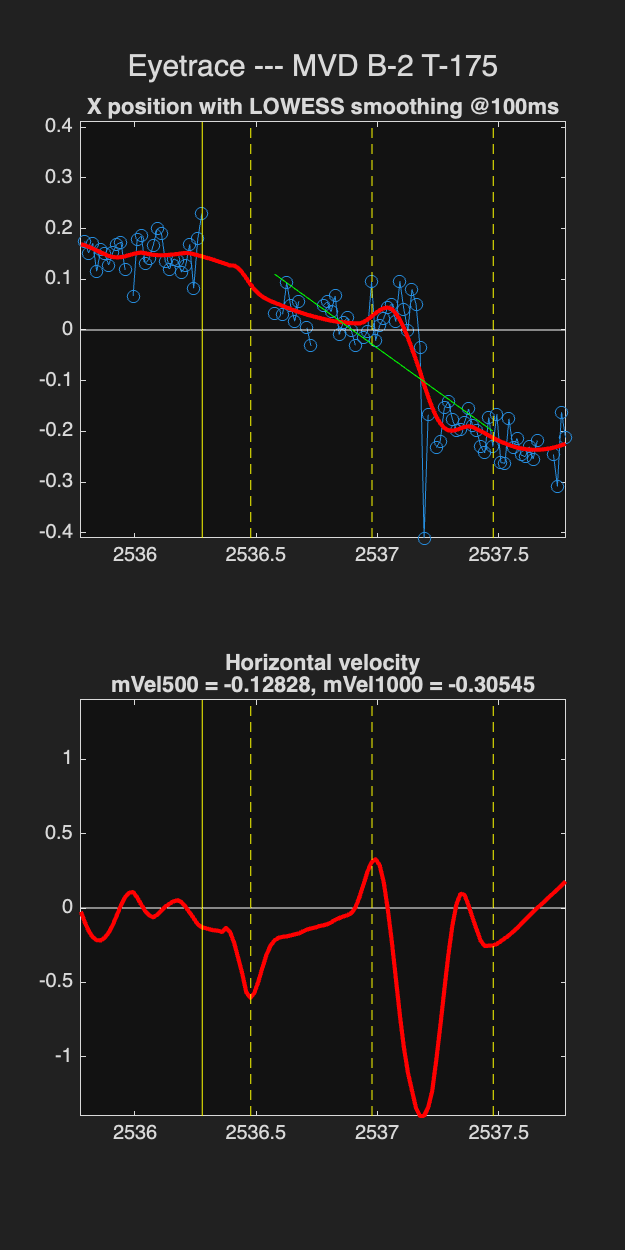 Eyetrace --- MVD B-2 T-175
X position with LOWESS smoothing @100ms
0.4
0.3
0.2
0.1
0
-0.1
-0.2
-0.3
-0.4
2536 2536.5 2537 2537.5
Horizontal velocity
mVel500 = -0.12828, mVel1000 = -0.30545
1
0.5
0
-0.5
-1
2536 2536.5 2537 2537.5